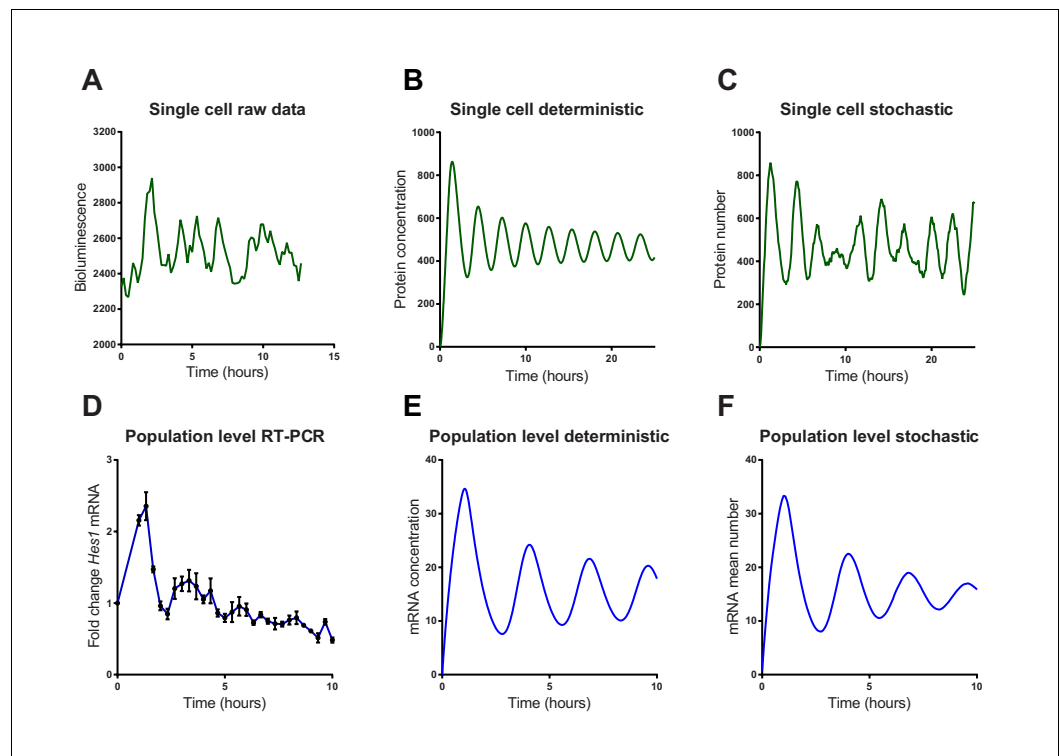 A
Single cell raw data
Bioluminescence
3200
3000
2800
2600
2400
2200
2000
0 5 10 15
Time (hours)
B
Single cell deterministic
Protein concentration
1000
800
600
400
200
0
0 10 20
Time (hours)
C
Single cell stochastic
Protein number
1000
800
600
400
200
0
0 10 20
Time (hours)
D
Population level RT-PCR
Fold change Hes1 mRNA
3
2
1
0
0 5 10
Time (hours)
E
Population level deterministic
mRNA concentration
40
30
20
10
0
0 5 10
Time (hours)
F
Population level stochastic
mRNA mean number
40
30
20
10
0
0 5 10
Time (hours)